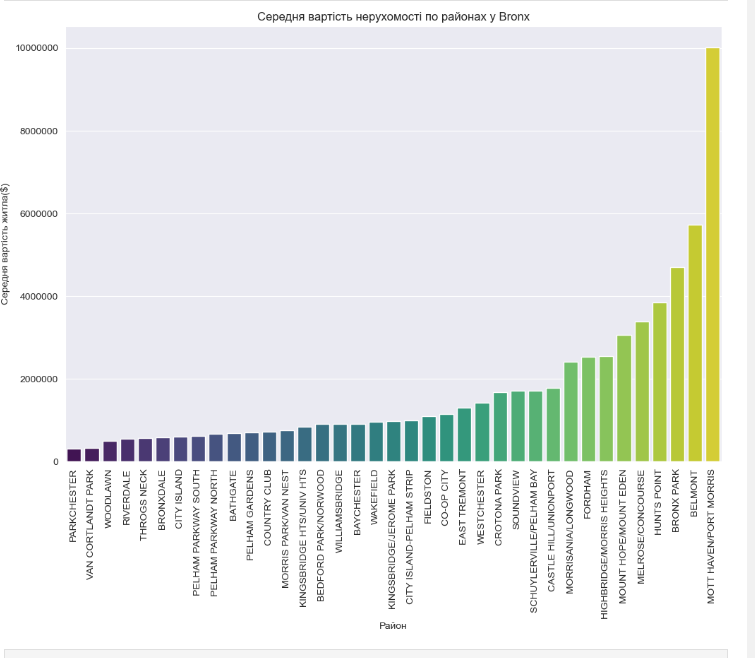 Середня вартість нерухомості по районах у Bronx
Середня вартість житла($)
10000000
8000000
6000000
4000000
2000000
0
PARKCHESTER
VAN CORTLANDT PARK
WOODLAWN
RIVERDALE
THROGS NECK
BRONXDALE
CITY ISLAND
PELHAM PARKWAY SOUTH
PELHAM PARKWAY NORTH
BATHGATE
PELHAM GARDENS
COUNTRY CLUB
MORRIS PARK/VAN NEST
KINGSBRIDGE HTS/UNIV HTS
BEDFORD PARK/NORWOOD
WILLIAMSBRIDGE
BAYCHESTER
WAKEFIELD
KINGSBRIDGE/JEROME PARK
CITY ISLAND-PELHAM STRIP
FIELDSTON
CO-OP CITY
EAST TREMONT
WESTCHESTER
CROTONA PARK
SOUNDVIEW
SCHUYLERVILLE/PELHAM BAY
CASTLE HILL/UNIONPORT
MORRISANIA/LONGWOOD
FORDHAM
HIGHBRIDGE/MORRIS HEIGHTS
MOUNT HOPE/MOUNT EDEN
MELROSE/CONCOURSE
HUNTS POINT
BRONX PARK
BELMONT
MOTT HAVEN/PORT MORRIS
Район